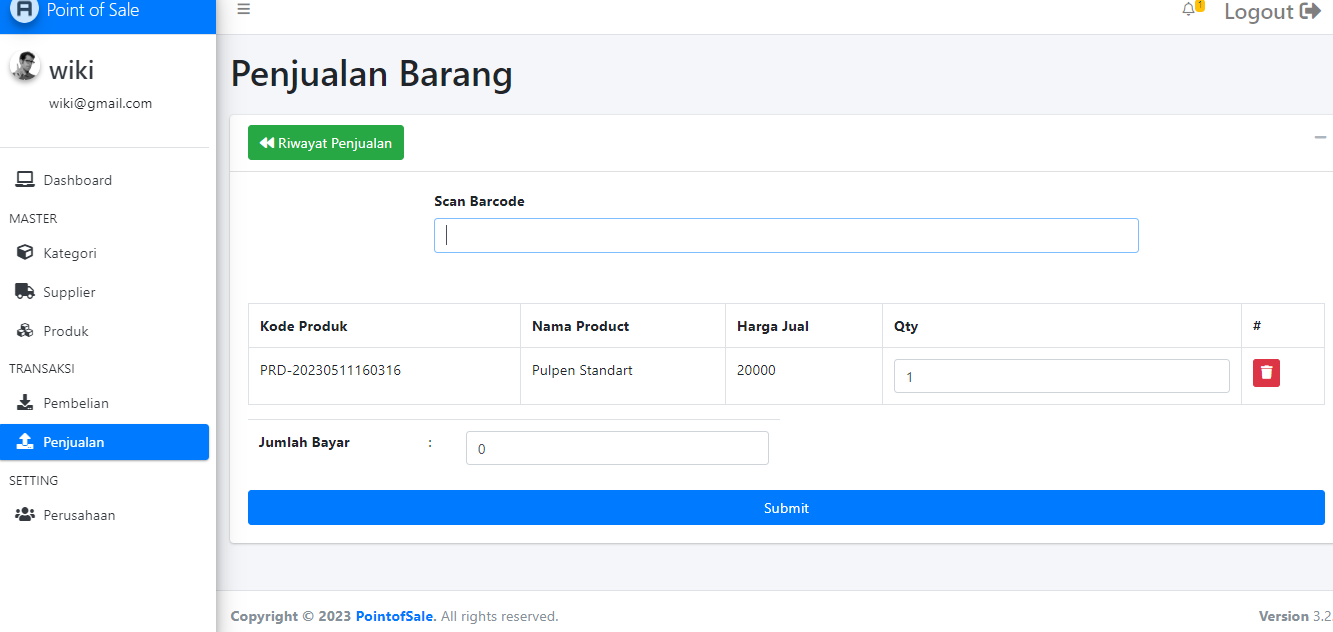 Point of Sale
1
Logout
wiki
wiki@gmail.com
Dashboard
MASTER
Kategori
Supplier
Produk
TRANSAKSI
Pembelian
Penjualan
SETTING
Perusahaan
Penjualan Barang
Riwayat Penjualan
Scan Barcode
Kode Produk Nama Product Harga Jual Qty #
PRD-20230511160316 Pulpen Standart 20000 1
Jumlah Bayar : 0
Submit
Copyright © 2023 PointofSale. All rights reserved.
Version 3.2